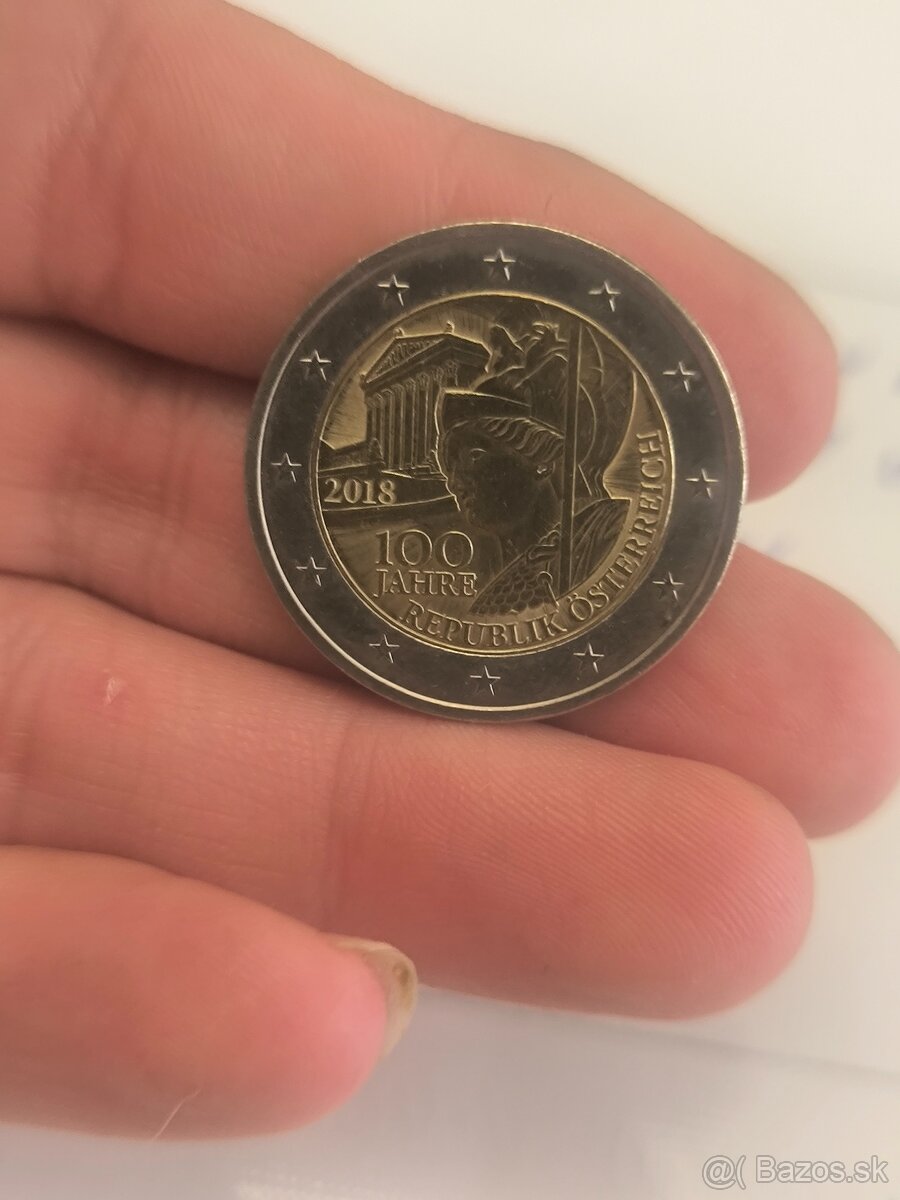 2018
100
JAHRE
REPUBLIK ÖSTERREICH
@( Bazos.sk